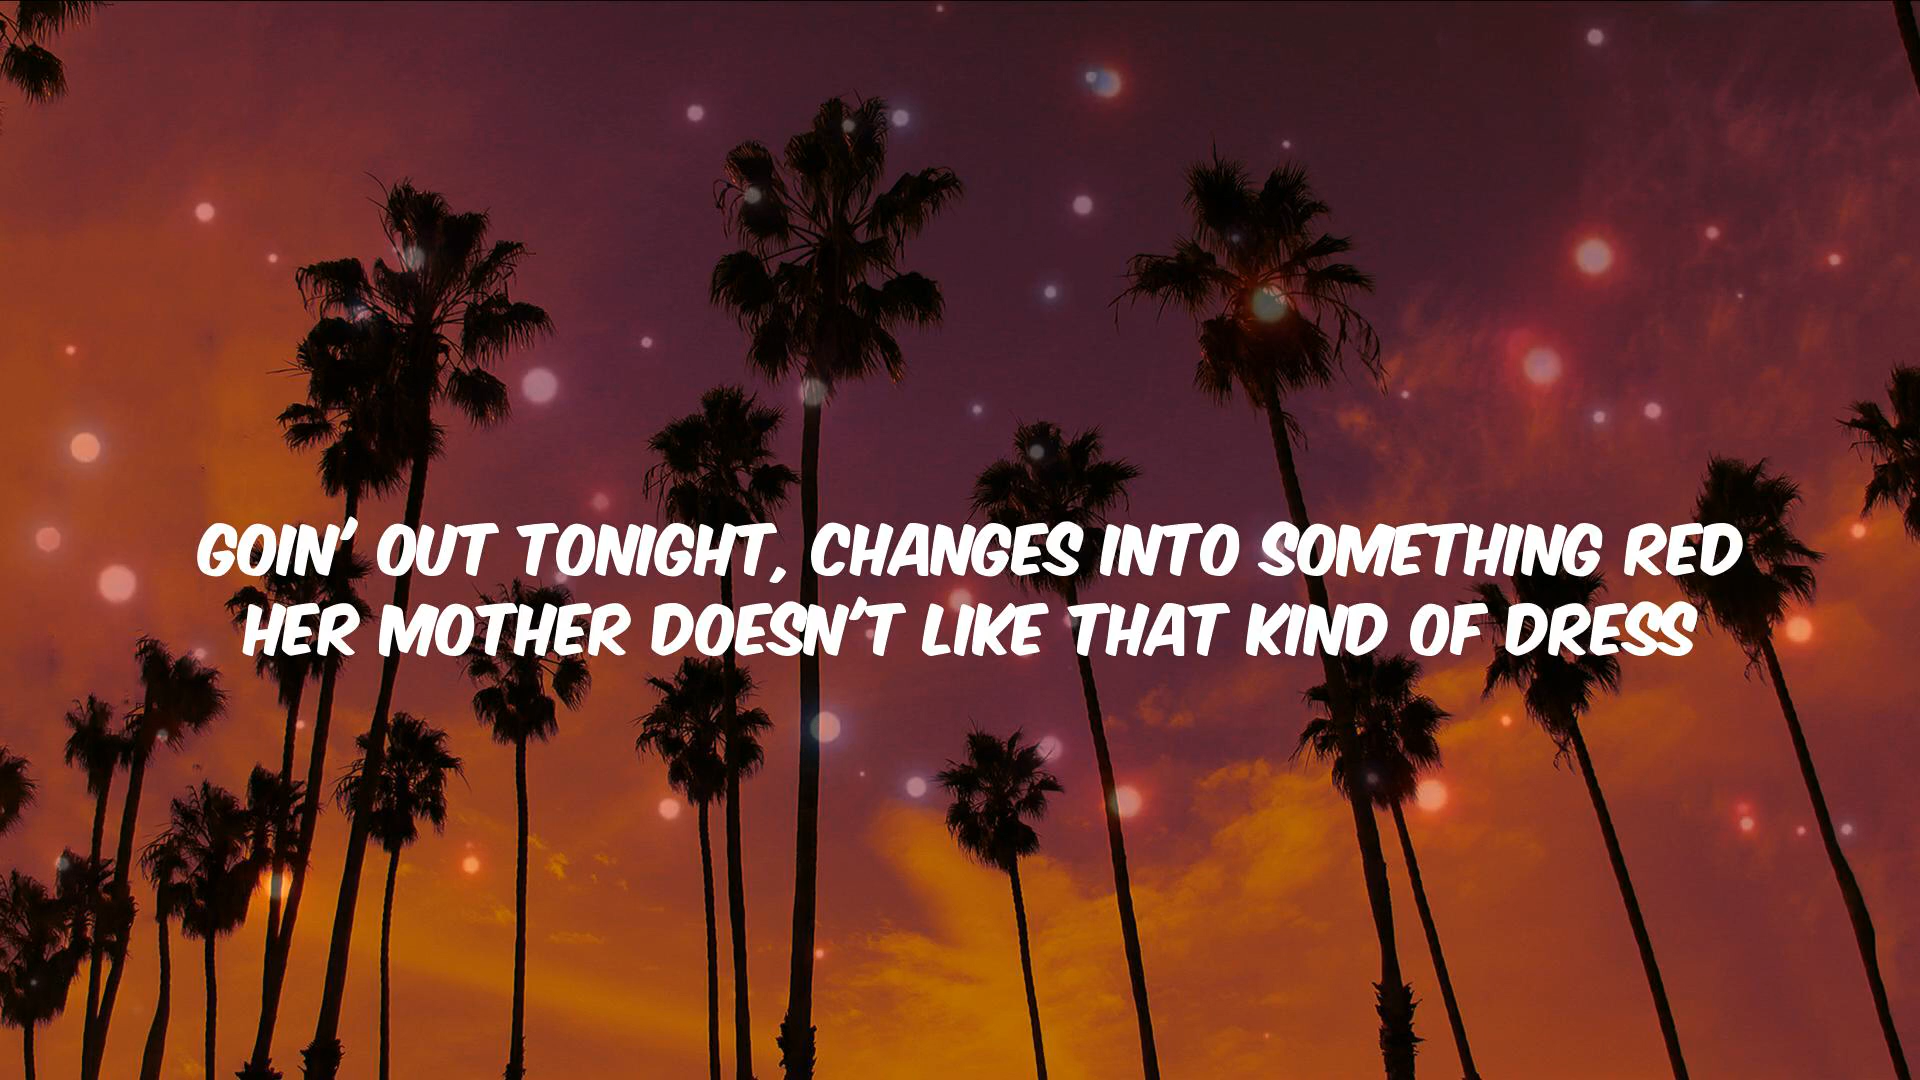 GOIN' OUT TONIGHT, CHANGES INTO SOMETHING RED
HER MOTHER DOESN'T LIKE THAT KIND OF DRESS